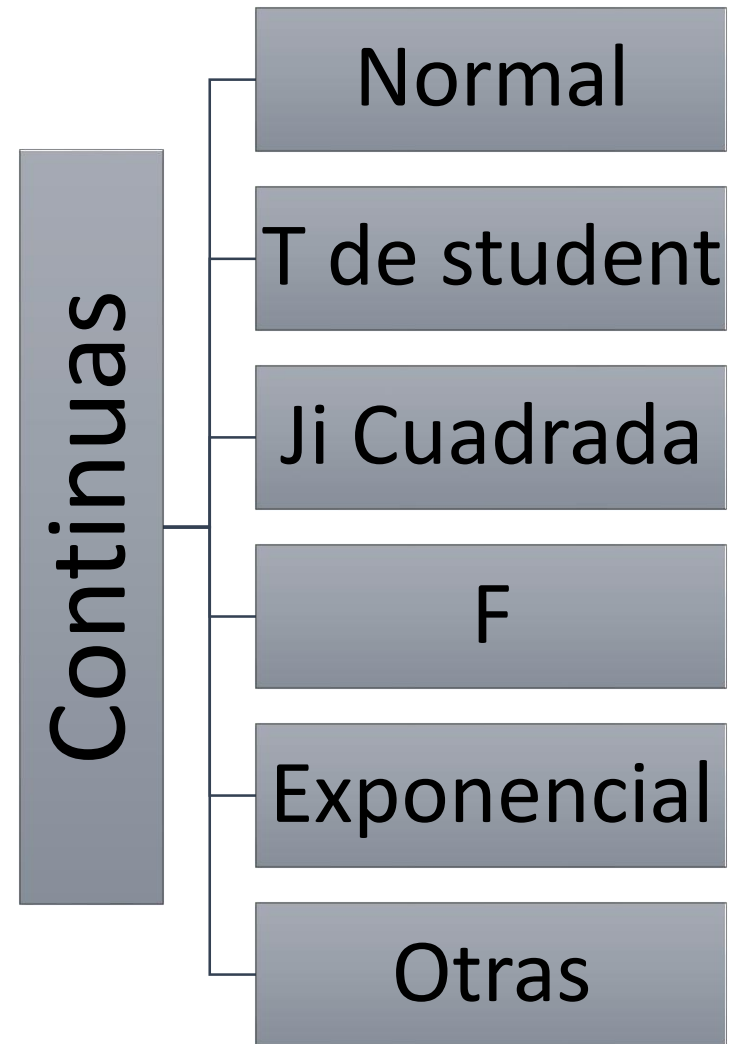 Continuas
Normal
T de student
Ji Cuadrada
F
Exponencial
Otras